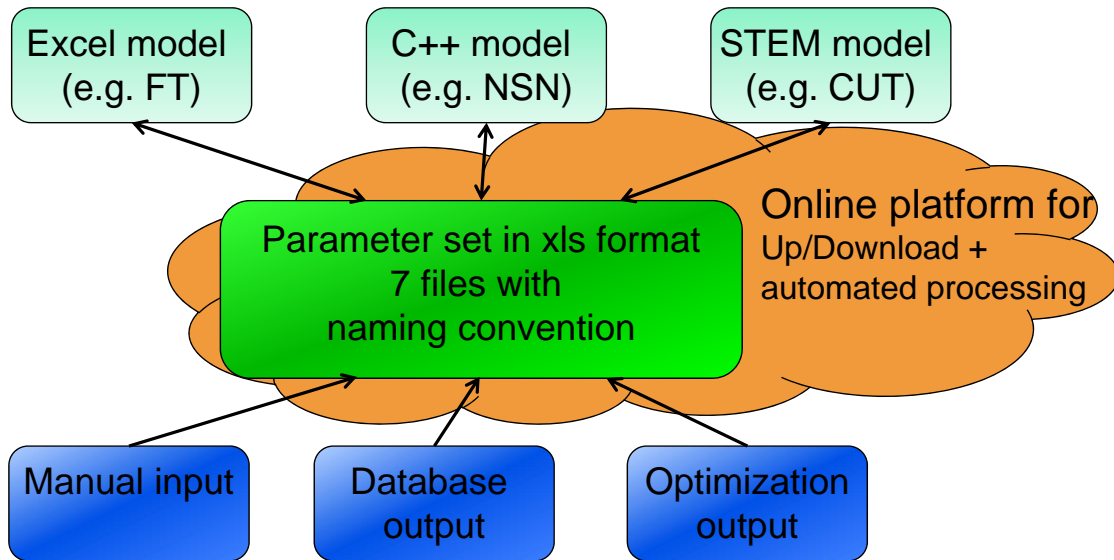 Excel model
(e.g. FT)
C++ model
(e.g. NSN)
STEM model
(e.g. CUT)
Parameter set in xls format
7 files with
naming convention
Online platform for
Up/Download +
automated processing
Manual input
Database
output
Optimization
output